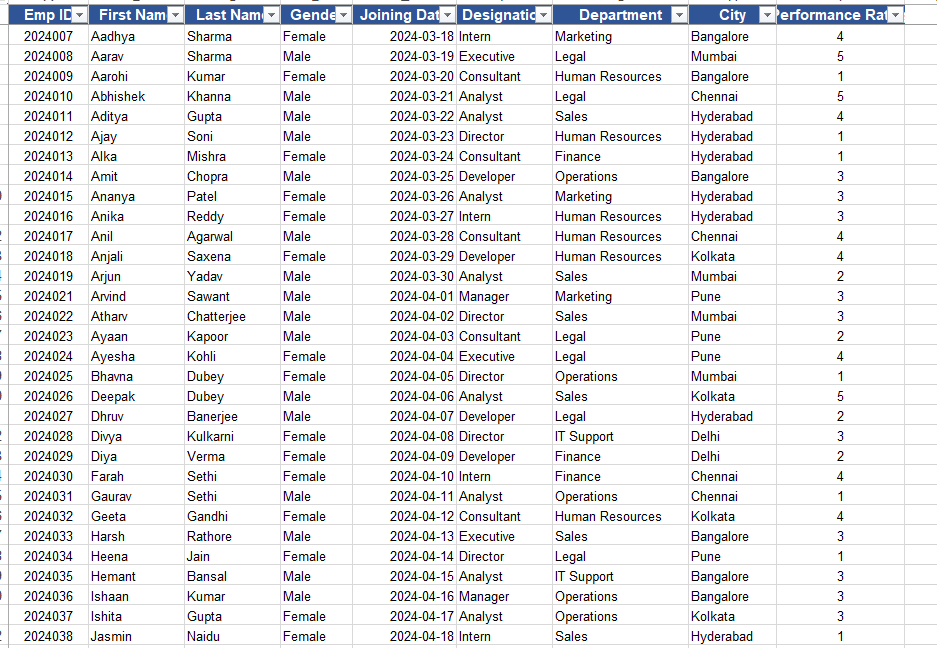 Emp ID First Nam Last Nam Gende Joining Dat Designatio Department City Performance Rat
2024007 Aadhya Sharma Female 2024-03-18 Intern Marketing Bangalore 4
2024008 Aarav Sharma Male 2024-03-19 Executive Legal Mumbai 5
2024009 Aarohi Kumar Female 2024-03-20 Consultant Human Resources Bangalore 1
2024010 Abhishek Khanna Male 2024-03-21 Analyst Legal Chennai 5
2024011 Aditya Gupta Male 2024-03-22 Analyst Sales Hyderabad 4
2024012 Ajay Soni Male 2024-03-23 Director Human Resources Hyderabad 1
2024013 Alka Mishra Female 2024-03-24 Consultant Finance Hyderabad 1
2024014 Amit Chopra Male 2024-03-25 Developer Operations Bangalore 3
2024015 Ananya Patel Female 2024-03-26 Analyst Marketing Hyderabad 3
2024016 Anika Reddy Female 2024-03-27 Intern Human Resources Hyderabad 3
2024017 Anil Agarwal Male 2024-03-28 Consultant Human Resources Chennai 4
2024018 Anjali Saxena Female 2024-03-29 Developer Human Resources Kolkata 4
2024019 Arjun Yadav Male 2024-03-30 Analyst Sales Mumbai 2
2024021 Arvind Sawant Male 2024-04-01 Manager Marketing Pune 3
2024022 Atharv Chatterjee Male 2024-04-02 Director Sales Mumbai 3
2024023 Ayaan Kapoor Male 2024-04-03 Consultant Legal Pune 2
2024024 Ayesha Kohli Female 2024-04-04 Executive Legal Pune 4
2024025 Bhavna Dubey Female 2024-04-05 Director Operations Mumbai 1
2024026 Deepak Dubey Male 2024-04-06 Analyst Sales Kolkata 5
2024027 Dhruv Banerjee Male 2024-04-07 Developer Legal Hyderabad 2
2024028 Divya Kulkarni Female 2024-04-08 Director IT Support Delhi 3
2024029 Diya Verma Female 2024-04-09 Developer Finance Delhi 2
2024030 Farah Sethi Female 2024-04-10 Intern Finance Chennai 4
2024031 Gaurav Sethi Male 2024-04-11 Analyst Operations Chennai 1
2024032 Geeta Gandhi Female 2024-04-12 Consultant Human Resources Kolkata 4
2024033 Harsh Rathore Male 2024-04-13 Executive Sales Bangalore 3
2024034 Heena Jain Female 2024-04-14 Director Legal Pune 1
2024035 Hemant Bansal Male 2024-04-15 Analyst IT Support Bangalore 3
2024036 Ishaan Kumar Male 2024-04-16 Manager Operations Bangalore 3
2024037 Ishita Gupta Female 2024-04-17 Analyst Operations Kolkata 3
2024038 Jasmin Naidu Female 2024-04-18 Intern Sales Hyderabad 1